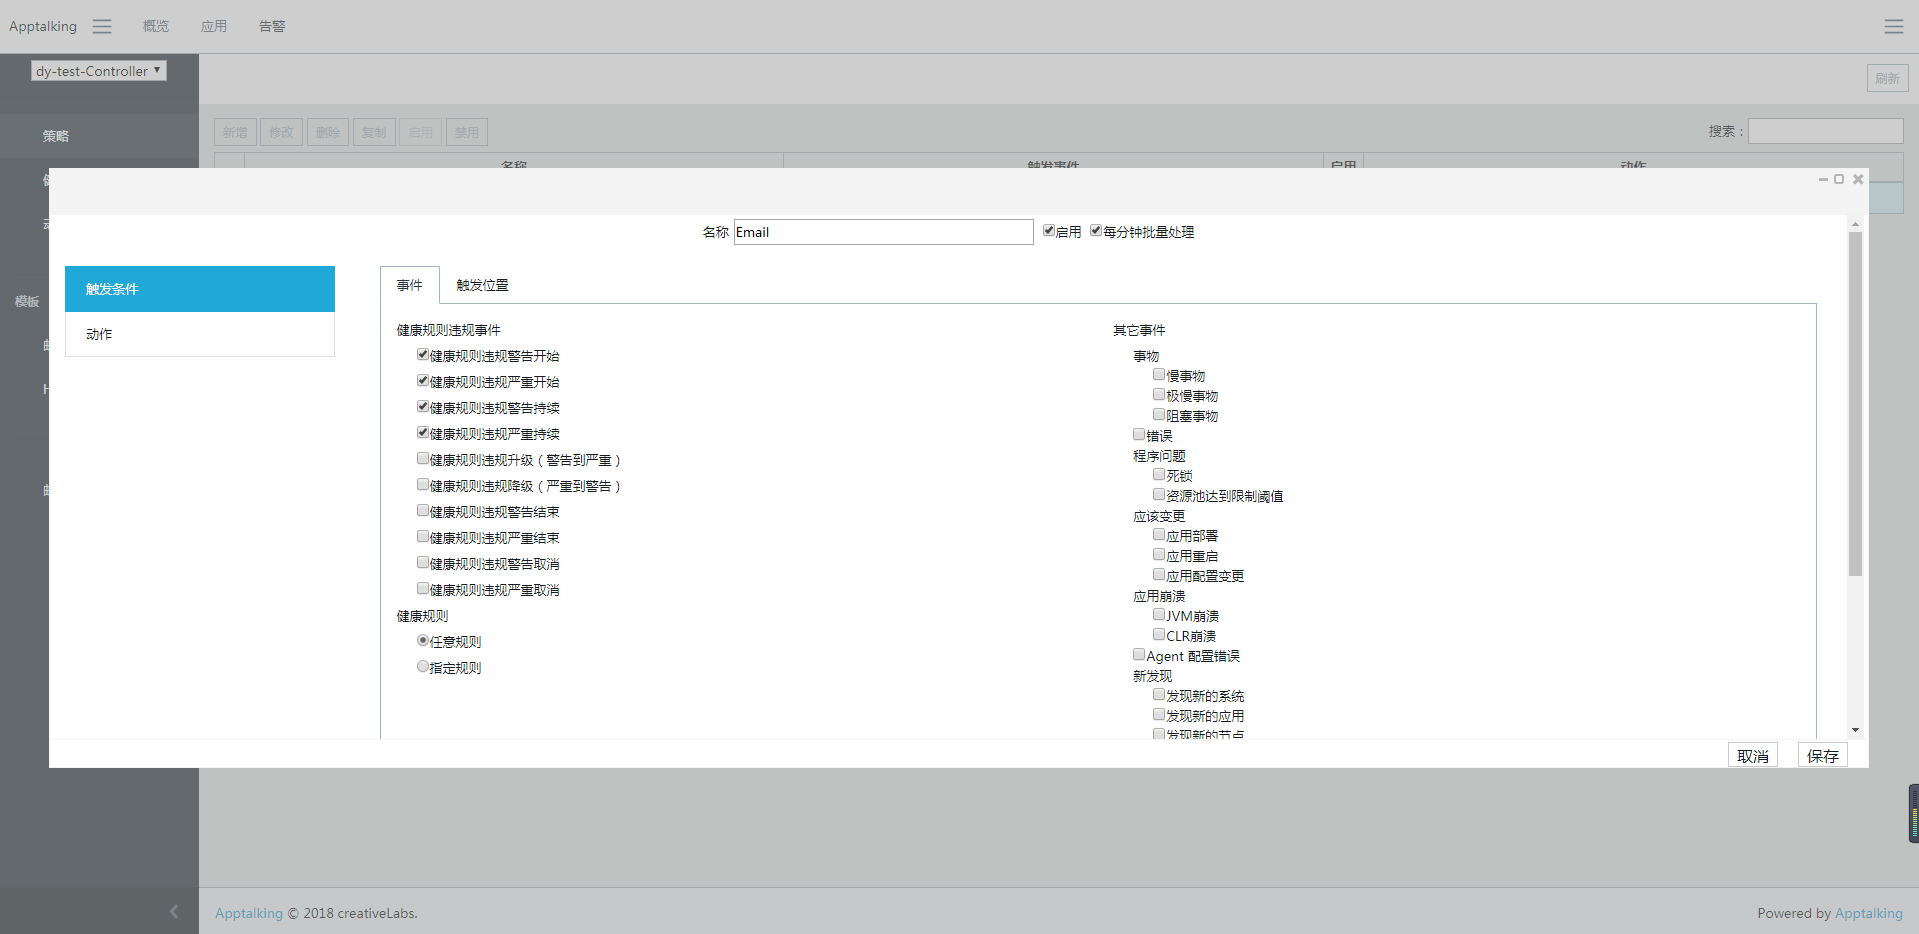 Apptalking 概览 应用 告警
dy-test-Controller
刷新
策略
新增 修改 删除 复制 启用 禁用 搜索：
名称 触发事件 启用 动作
名称 Email 启用 每分钟批量处理
触发条件
动作
模板
事件 触发位置
健康规则违规事件
健康规则违规警告开始
健康规则违规严重开始
健康规则违规警告持续
健康规则违规严重持续
健康规则违规升级（警告到严重）
健康规则违规降级（严重到警告）
健康规则违规警告结束
健康规则违规严重结束
健康规则违规警告取消
健康规则违规严重取消
健康规则
任意规则
指定规则
其它事件
事物
慢事物
极慢事物
阻塞事物
错误
程序问题
死锁
资源池达到限制阈值
应该变更
应用部署
应用重启
应用配置变更
应用崩溃
JVM崩溃
CLR崩溃
Agent 配置错误
新发现
发现新的系统
发现新的应用
发现新的节点
取消 保存
Apptalking © 2018 creativeLabs.
Powered by Apptalking